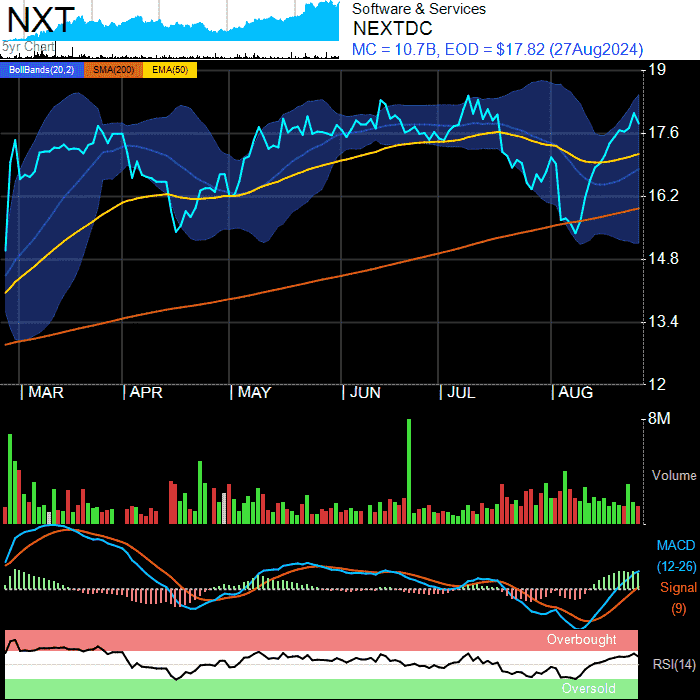 NXT
5yr Chart
Software & Services
NEXTDC
MC = 10.7B, EOD = $17.82 (27Aug2024)
BollBands(20,2) SMA(200) EMA(50)
19
17.6
16.2
14.8
13.4
12
MAR APR MAY JUN JUL AUG
8M
Volume
MACD
(12-26)
Signal
(9)
Overbought
RSI(14)
Oversold